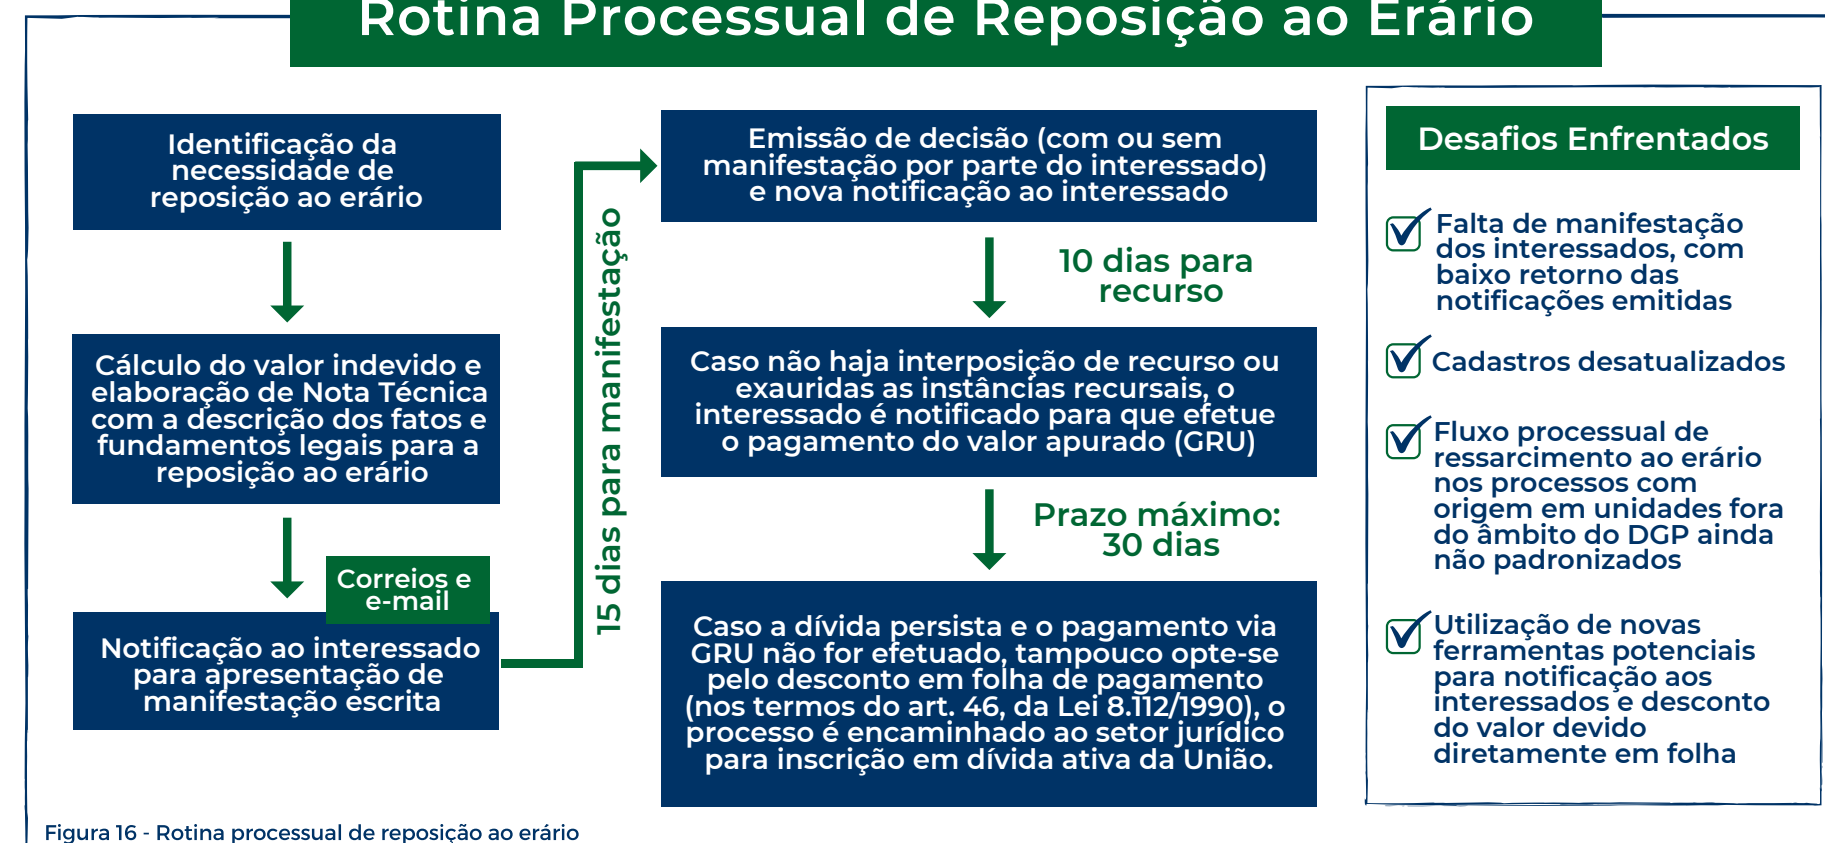 Rotina Processual de Reposição ao Erário
Identificação da
necessidade de
reposição ao erário
Cálculo do valor indevido e
elaboração de Nota Técnica
com a descrição dos fatos e
fundamentos legais para a
reposição ao erário
Correios e
e-mail
Notificação ao interessado
para apresentação de
manifestação escrita
15 dias para manifestação
Emissão de decisão (com ou sem
manifestação por parte do interessado)
e nova notificação ao interessado
10 dias para
recurso
Caso não haja interposição de recurso ou
exauridas as instâncias recursais, o
interessado é notificado para que efetue
o pagamento do valor apurado (GRU)
Prazo máximo:
30 dias
Caso a dívida persista e o pagamento via
GRU não for efetuado, tampouco opte-se
pelo desconto em folha de pagamento
(nos termos do art. 46, da Lei 8.112/1990), o
processo é encaminhado ao setor jurídico
para inscrição em dívida ativa da União.
Desafios Enfrentados
Falta de manifestação
dos interessados, com
baixo retorno das
notificações emitidas
Cadastros desatualizados
Fluxo processual de
ressarcimento ao erário
nos processos com
origem em unidades fora
do âmbito do DGP ainda
não padronizados
Utilização de novas
ferramentas potenciais
para notificação aos
interessados e desconto
do valor devido
diretamente em folha
Figura 16 - Rotina processual de reposição ao erário